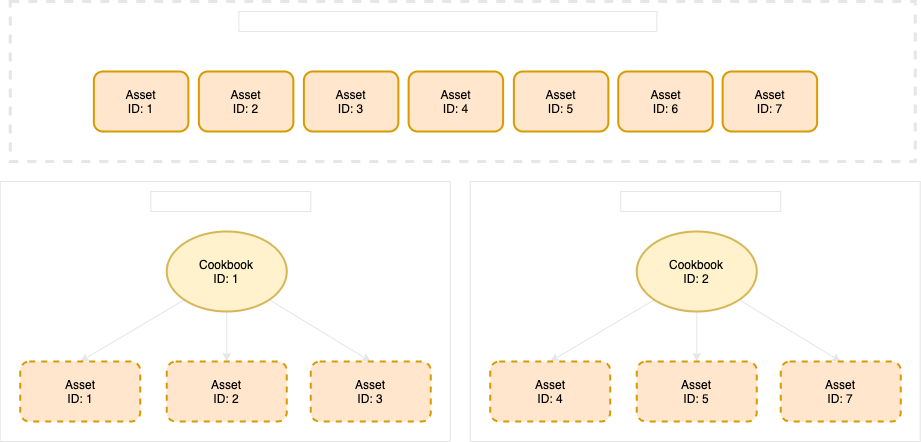 Asset
ID: 1
Asset
ID: 2
Asset
ID: 3
Asset
ID: 4
Asset
ID: 5
Asset
ID: 6
Asset
ID: 7
Cookbook
ID: 1
Asset
ID: 1
Asset
ID: 2
Asset
ID: 3
Cookbook
ID: 2
Asset
ID: 4
Asset
ID: 5
Asset
ID: 7